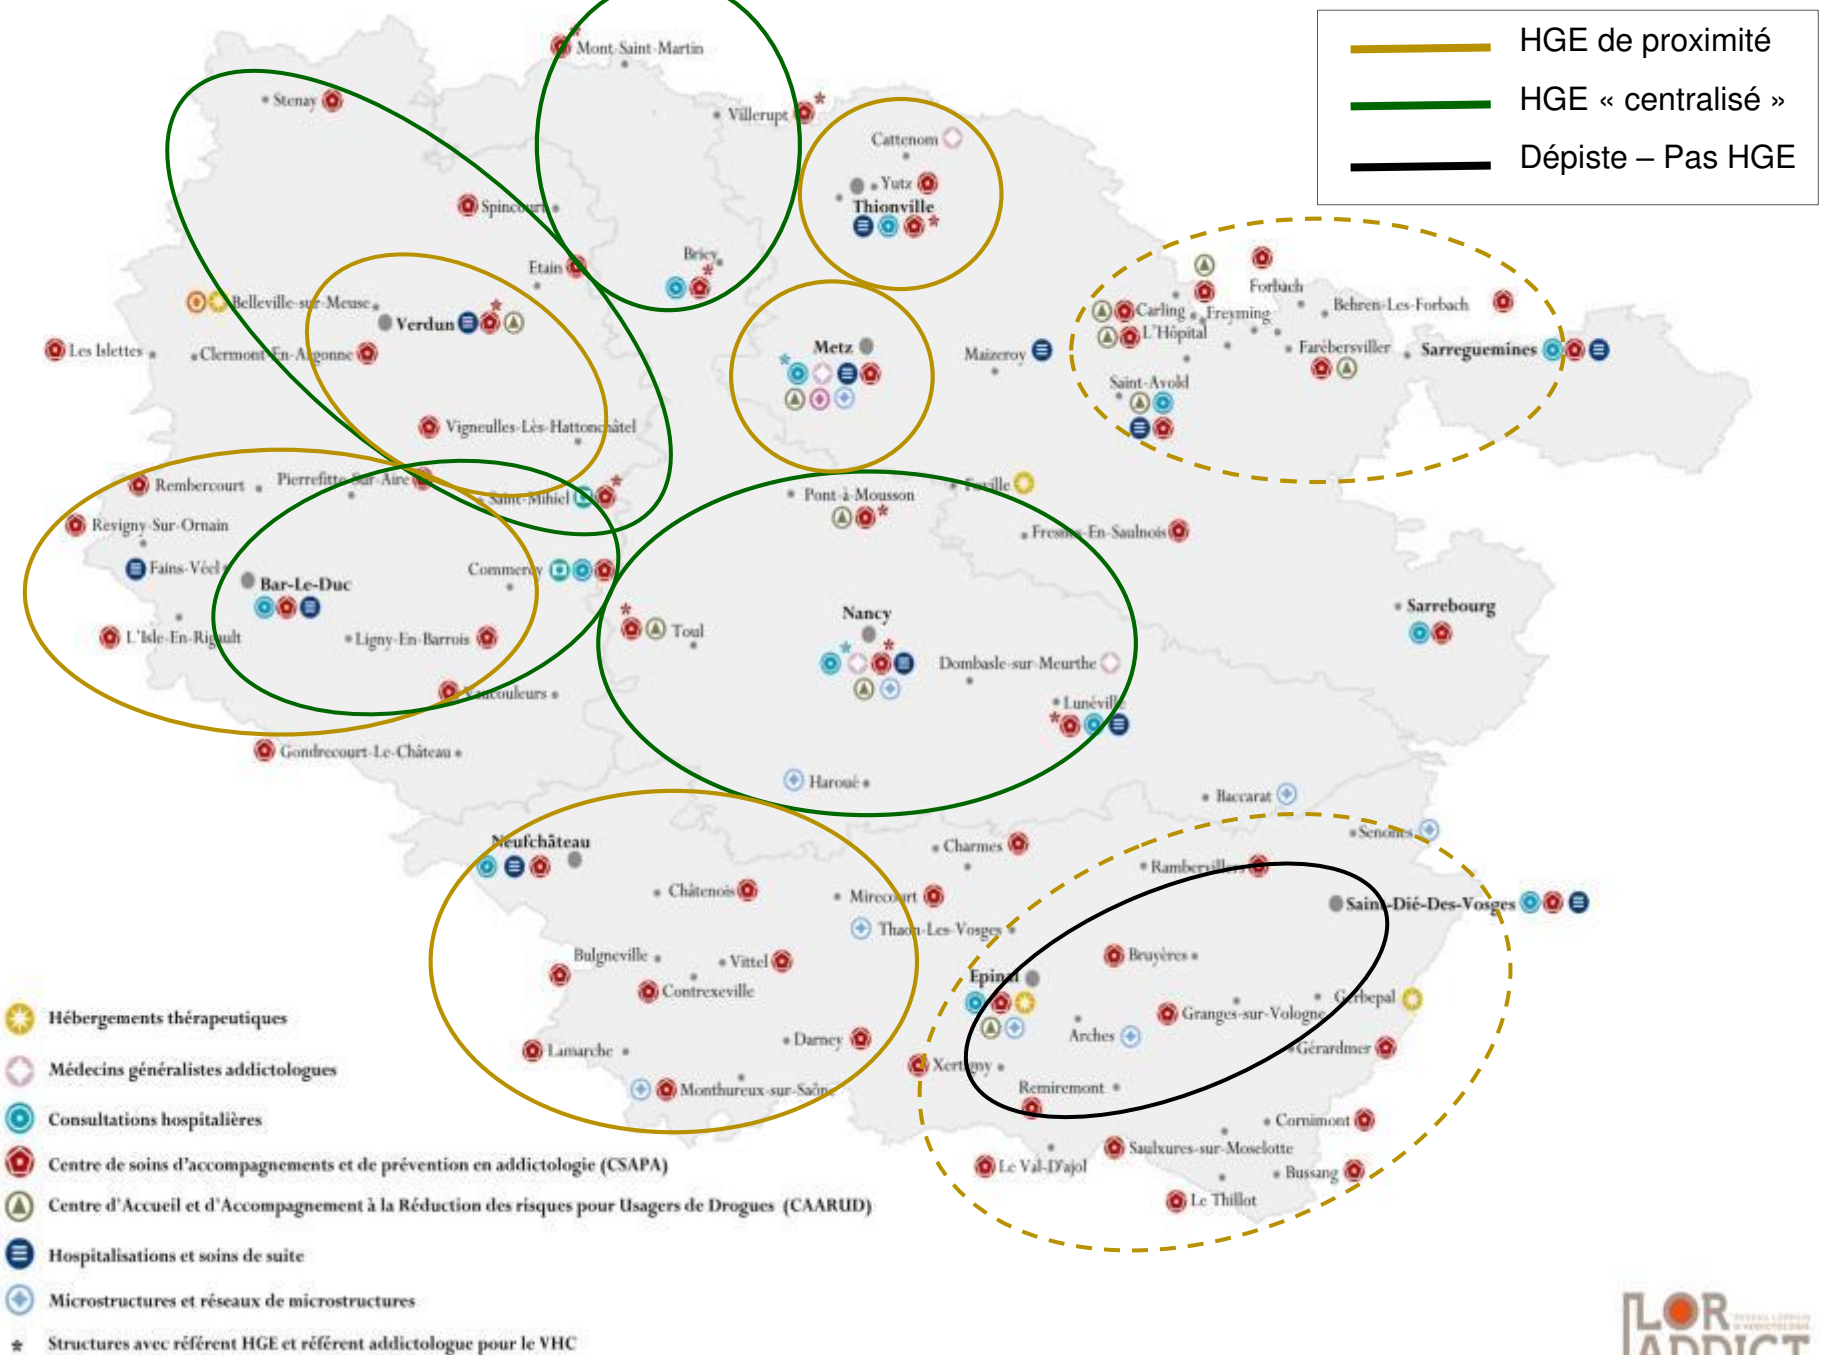 HGE de proximité
HGE « centralisé »
Dépiste – Pas HGE
Mont-Saint-Martin
Stenay
Villerupt
Cattenom
Yutz
Thionville
Spincourt
Briey
Etain
Forbach
Belleville-sur-Meuse
Verdun
Carling
Freyming
Behren-Les-Forbach
L'Hôpital
Les Islettes
Clermont-En-Argonne
Metz
Maizeroy
Farébersviller
Sarreguemines
Saint-Avold
Vigneulles-Lès-Hattonchâtel
Rembercourt
Pierrefitte-Sur-Aire
Saint-Mihiel
Pont-à-Mousson
Foville
Revigny-Sur-Ornain
Fresnes-En-Saulnois
Fains-Véel
Commercy
Bar-Le-Duc
Nancy
Sarrebourg
L'Isle-En-Rigault
Ligny-En-Barrois
Toul
Dombasle-sur-Meurthe
Vaucouleurs
Lunéville
Gondrecourt-Le-Château
Haroué
Baccarat
Senones
Neufchâteau
Charmes
Rambervillers
Châtenois
Mirecourt
Saint-Dié-Des-Vosges
Thaon-Les-Vosges
Bulgneville
Vittel
Bruyères
Contrexeville
Epinal
Gerbepal
Granges-sur-Vologne
Hébergements thérapeutiques
Arches
Darney
Lamarche
Gérardmer
Xertigny
Médecins généralistes addictologues
Monthureux-sur-Saône
Remiremont
Consultations hospitalières
Cornimont
Saulxures-sur-Moselotte
Centre de soins d'accompagnements et de prévention en addictologie (CSAPA)
Le Val-D'ajol
Bussang
Centre d'Accueil et d'Accompagnement à la Réduction des risques pour Usagers de Drogues (CAARUD)
Le Thillot
Hospitalisations et soins de suite
Microstructures et réseaux de microstructures
* Structures avec référent HGE et référent addictologue pour le VHC
LOR
ADDICT